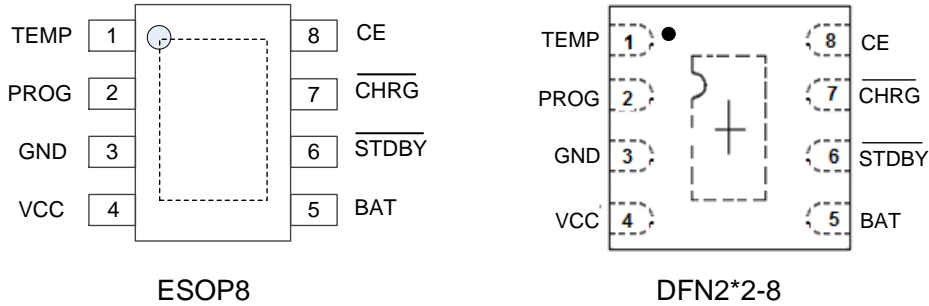 TEMP 1 8 CE
PROG 2 7 CHRG
GND 3 6 STDBY
VCC 4 5 BAT
ESOP8
TEMP 1 8 CE
PROG 2 7 CHRG
GND 3 6 STDBY
VCC 4 5 BAT
DFN2*2-8